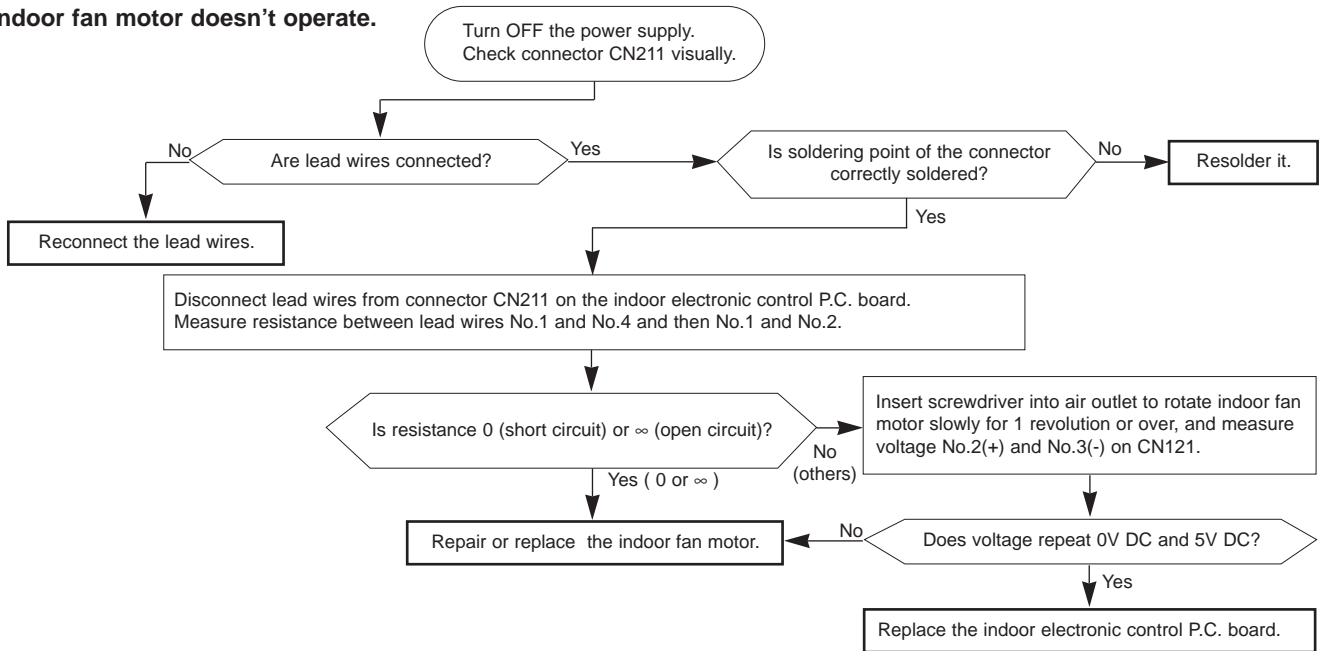 ndoor fan motor doesn't operate.
Turn OFF the power supply.
Check connector CN211 visually.
No
Are lead wires connected?
Yes
Is soldering point of the connector
correctly soldered?
No
Resolder it.
Reconnect the lead wires.
Yes
Disconnect lead wires from connector CN211 on the indoor electronic control P.C. board.
Measure resistance between lead wires No.1 and No.4 and then No.1 and No.2.
Is resistance 0 (short circuit) or ∞ (open circuit)?
No
(others)
Insert screwdriver into air outlet to rotate indoor fan
motor slowly for 1 revolution or over, and measure
voltage No.2(+) and No.3(-) on CN121.
Yes ( 0 or ∞ )
Repair or replace the indoor fan motor.
No
Does voltage repeat 0V DC and 5V DC?
Yes
Replace the indoor electronic control P.C. board.